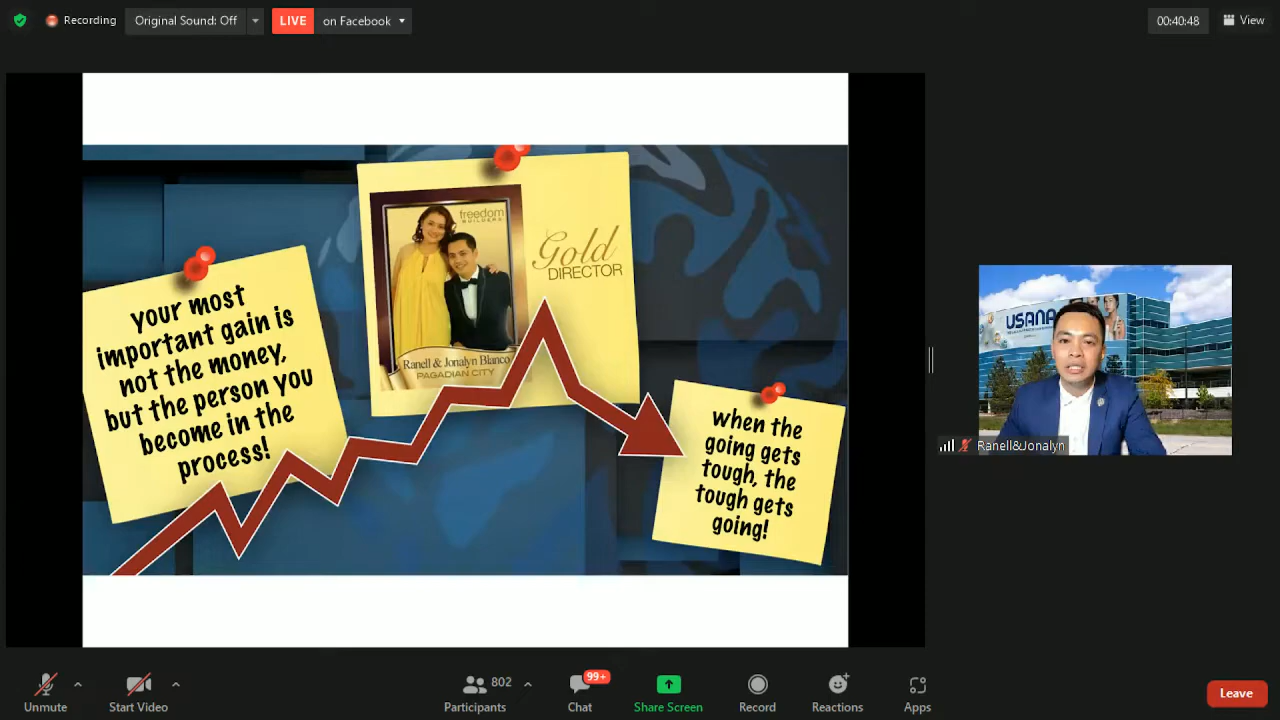 Recording
Original Sound: Off
LIVE
on Facebook
00:40:48
View
your most
important gain is
not the money,
but the person you
become in the
process!
freedom
BUILDERS
Gold
DIRECTOR
Ranell & Jonalyn Blanco
PAGADIAN CITY
When the
going gets
tough, the
tough gets
going!
USANA
Ranell&Jonalyn
Unmute
Start Video
802
Participants
99+
Chat
Share Screen
Record
Reactions
Apps
Leave